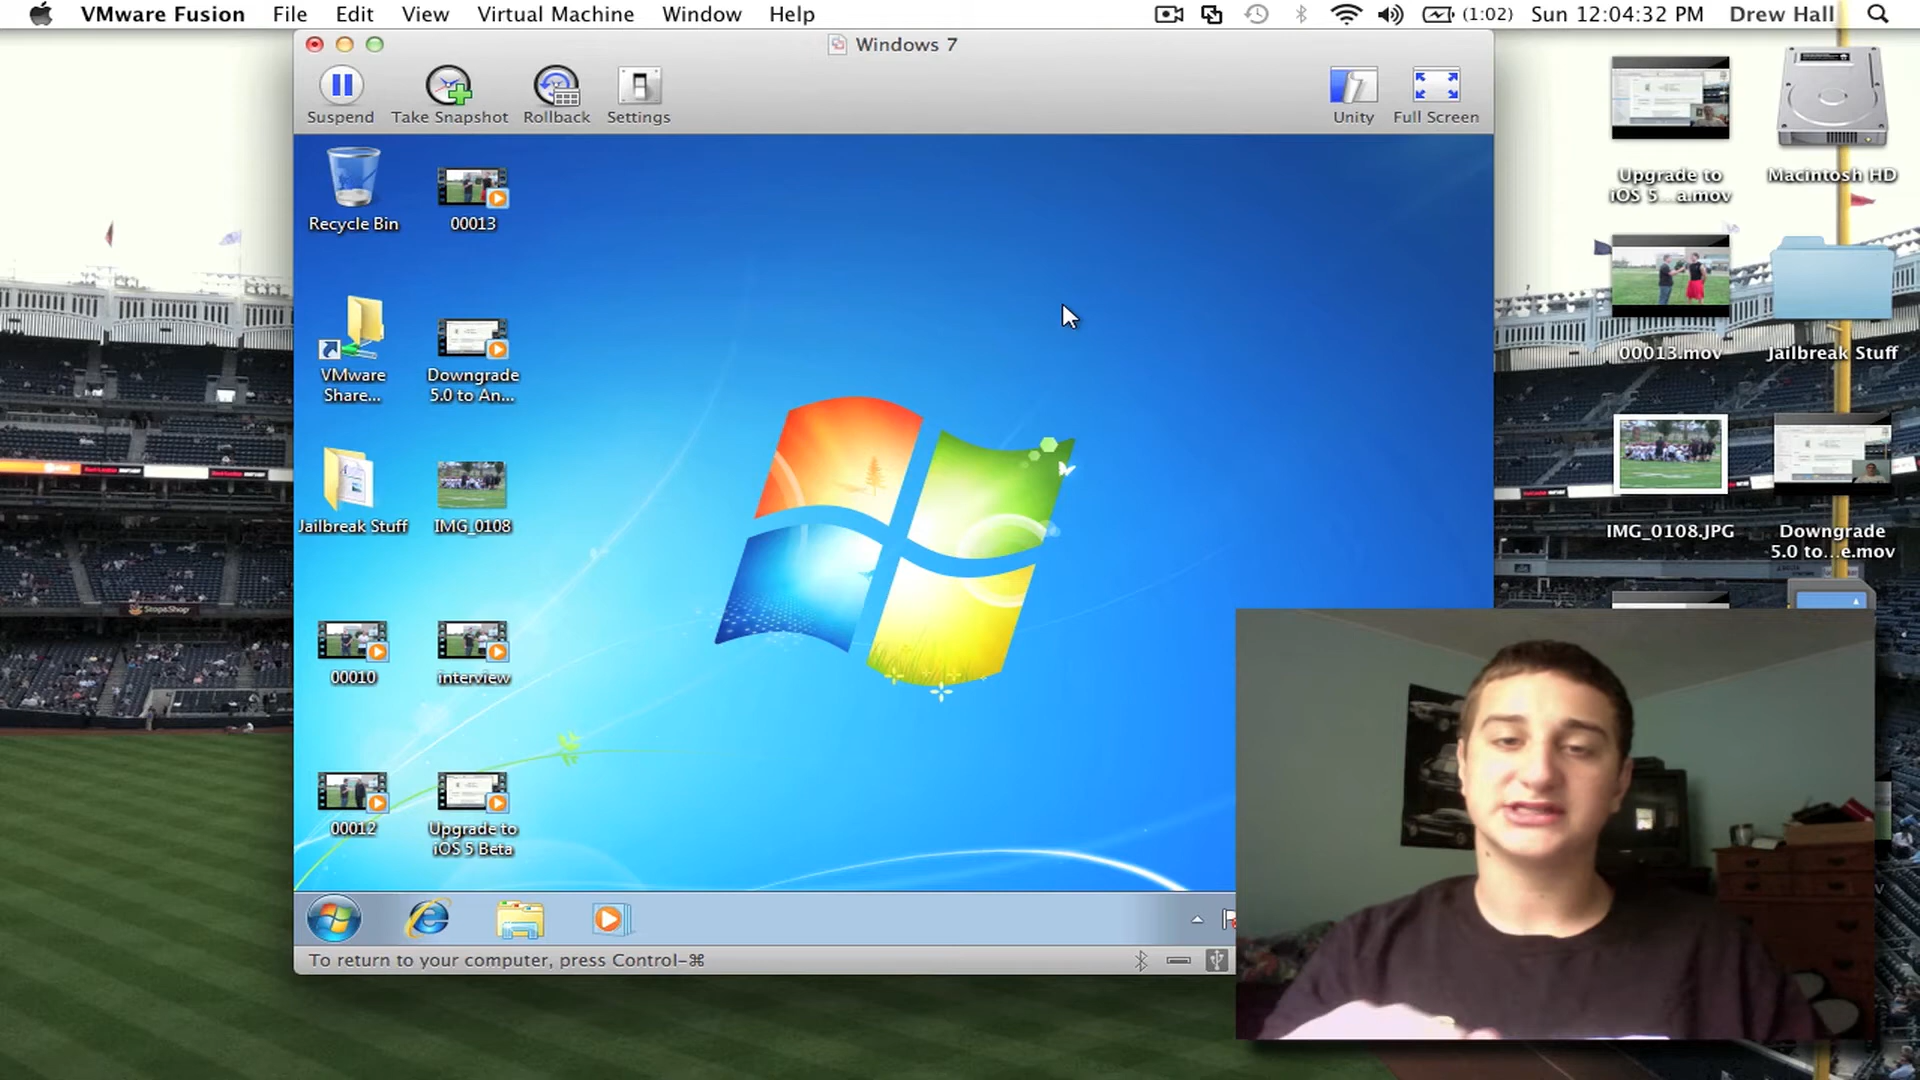 VMware Fusion File Edit View Virtual Machine Window Help (1:02) Sun 12:04:32 PM Drew Hall
Windows 7
Suspend Take Snapshot Rollback Settings Unity Full Screen
Recycle Bin
00013
VMware
Share...
Downgrade
5.0 to An...
Jailbreak Stuff
IMG_0108
00010
interview
00012
Upgrade to
iOS 5 Beta
To return to your computer, press Control-⌘
Upgrade to
iOS 5...a.mov
Macintosh HD
00013.mov
Jailbreak Stuff
IMG_0108.JPG
Downgrade
5.0 to...e.mov
Stop&Shop